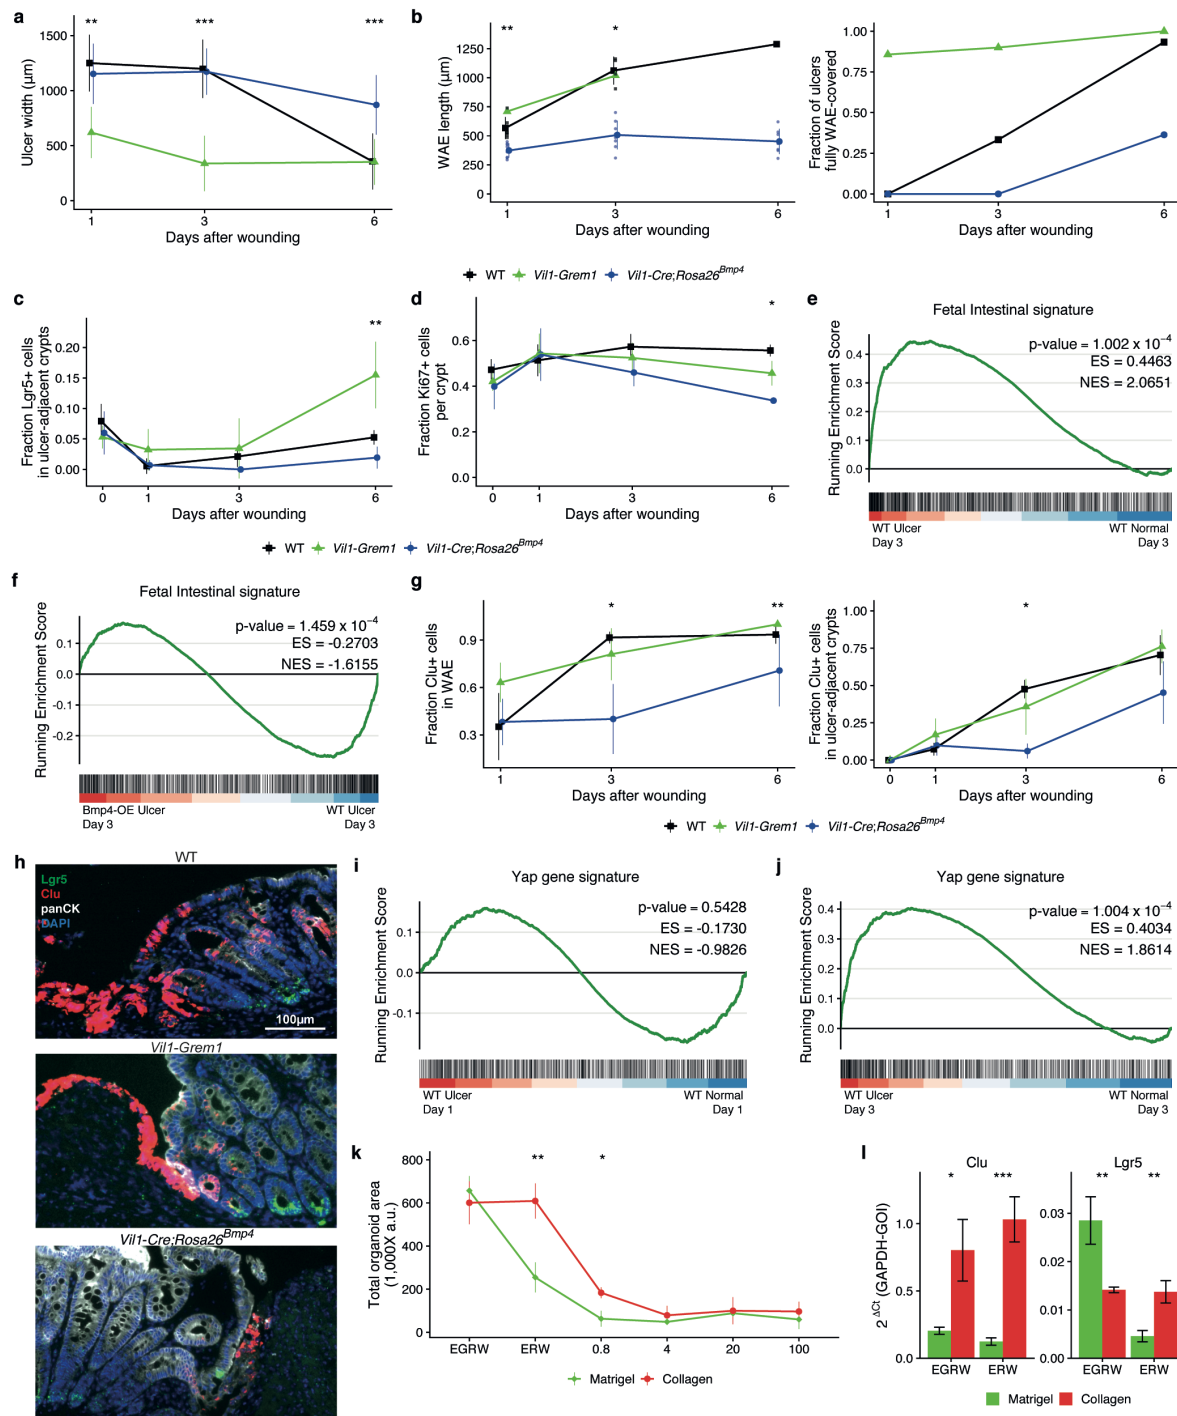 a
** *** ***
Ulcer width (µm)
1500
1000
500
0
1 3 6
Days after wounding
b
** *
WAE length (µm)
1250
1000
750
500
250
0
1 3 6
Days after wounding
Fraction of ulcers
fully WAE-covered
1.00
0.75
0.50
0.25
0.00
1 3 6
Days after wounding
WT Vil1-Grem1 Vil1-Cre;Rosa26^Bmp4
c
**
Fraction Lgr5+ cells
in ulcer-adjacent crypts
0.20
0.15
0.10
0.05
0.00
0 1 3 6
Days after wounding
d
*
Fraction Ki67+ cells
per crypt
0.6
0.4
0.2
0.0
0 1 3 6
Days after wounding
WT Vil1-Grem1 Vil1-Cre;Rosa26^Bmp4
e
Fetal Intestinal signature
Running Enrichment Score
p-value = 1.002 x 10⁻⁴
ES = 0.4463
NES = 2.0651
0.4
0.3
0.2
0.1
0.0
WT Ulcer WT Normal
Day 3 Day 3
f
Fetal Intestinal signature
Running Enrichment Score
p-value = 1.459 x 10⁻⁴
ES = -0.2703
NES = -1.6155
0.1
0.0
-0.1
-0.2
Bmp4-OE Ulcer WT Ulcer
Day 3 Day 3
g
* **
Fraction Clu+ cells
in WAE
0.9
0.6
0.3
1 3 6
Days after wounding
*
Fraction Clu+ cells
in ulcer-adjacent crypts
1.00
0.75
0.50
0.25
0.00
0 1 3 6
Days after wounding
WT Vil1-Grem1 Vil1-Cre;Rosa26^Bmp4
h
WT
Lgr5
Clu
panCK
DAPI
100µm
Vil1-Grem1
Vil1-Cre;Rosa26^Bmp4
i
Yap gene signature
Running Enrichment Score
p-value = 0.5428
ES = -0.1730
NES = -0.9826
0.1
0.0
-0.1
WT Ulcer WT Normal
Day 1 Day 1
j
Yap gene signature
Running Enrichment Score
p-value = 1.004 x 10⁻⁴
ES = 0.4034
NES = 1.8614
0.4
0.3
0.2
0.1
0.0
WT Ulcer WT Normal
Day 3 Day 3
k
** *
Total organoid area
(1,000X a.u.)
800
600
400
200
0
EGRW ERW 0.8 4 20 100
Matrigel Collagen
l
Clu Lgr5
* *** ** **
2^ΔCt (GAPDH-GOI)
1.0
0.5
0.0
EGRW ERW
0.03
0.02
0.01
0.00
EGRW ERW
Matrigel Collagen